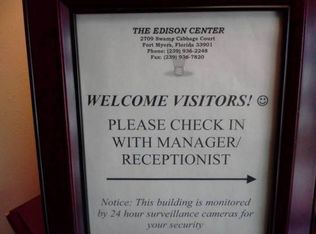 THE EDISON CENTER
2709 Swamp Cabbage Court
Fort Myers, Florida 33901
Phone: (239) 936-2248
Fax (239) 936-7820
WELCOME VISITORS! ☺
PLEASE CHECK IN
WITH MANAGER/
RECEPTIONIST
Notice: This building is monitored
by 24 hour surveillance cameras for
your security